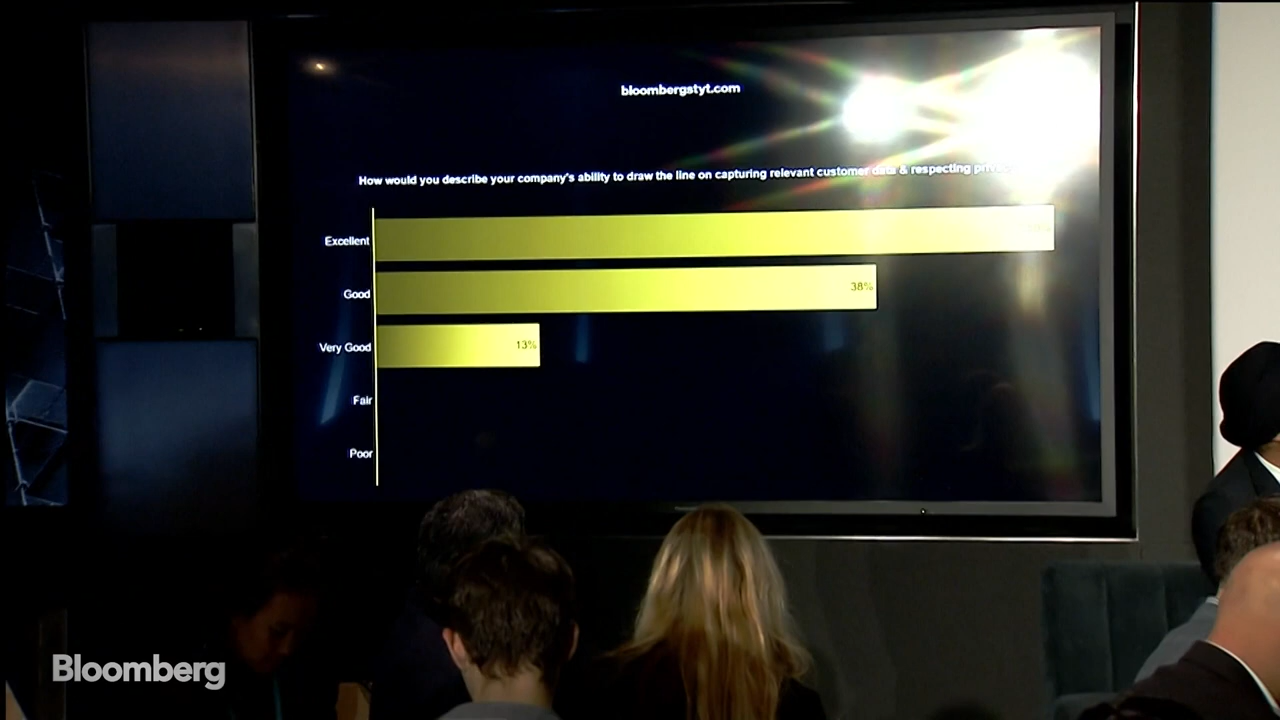 bloombergstyt.com
How would you describe your company's ability to draw the line on capturing relevant customer data & respecting
Excellent
Good 38%
Very Good 13%
Fair
Poor
Bloomberg